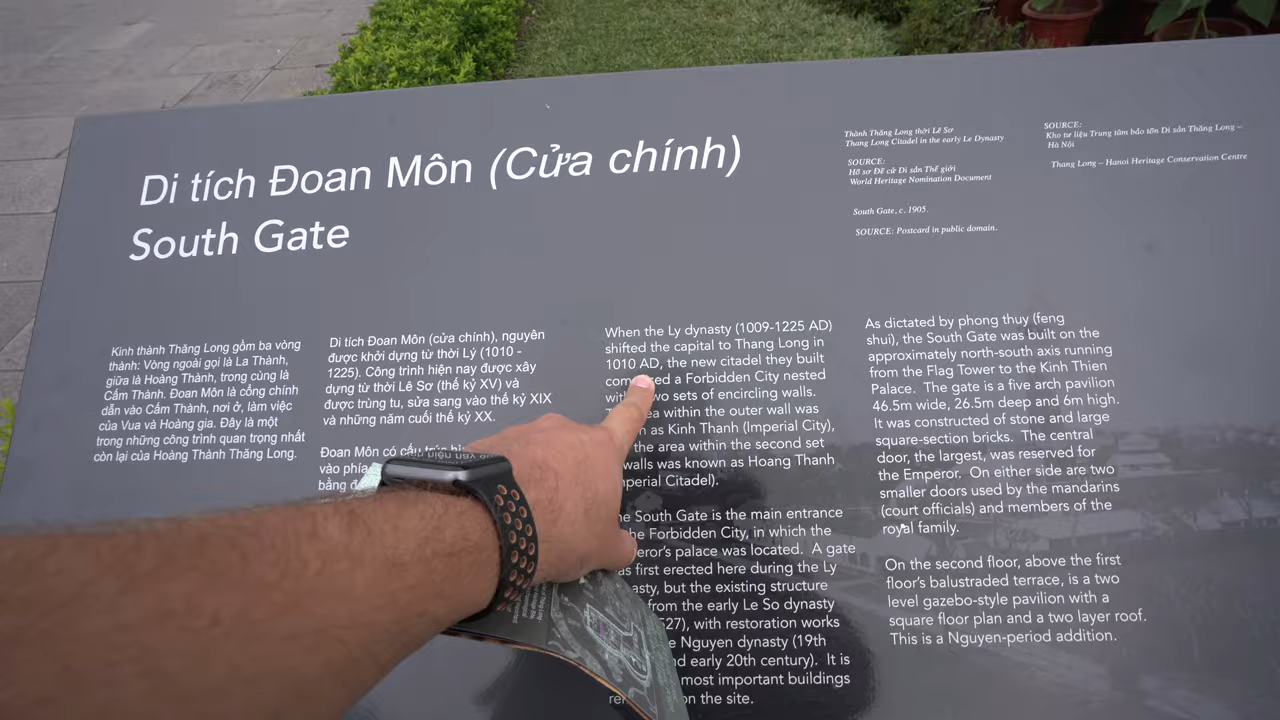 Di tích Đoan Môn (Cửa chính)
South Gate
Thành Thăng Long thời Lê Sơ
Thang Long Citadel in the early Le Dynasty
SOURCE:
Hồ sơ Đề cử Di sản Thế giới
World Heritage Nomination Document
South Gate, c. 1905.
SOURCE: Postcard in public domain.
SOURCE:
Kho tư liệu Trung tâm bảo tồn Di sản Thăng Long –
Hà Nội
Thang Long – Hanoi Heritage Conservation Centre
Kinh thành Thăng Long gồm ba vòng
thành: Vòng ngoài gọi là La Thành,
giữa là Hoàng Thành, trong cùng là
Cấm Thành. Đoan Môn là cổng chính
dẫn vào Cấm Thành, nơi ở, làm việc
của Vua và Hoàng gia. Đây là một
trong những công trình quan trọng nhất
còn lại của Hoàng Thành Thăng Long.
Di tích Đoan Môn (cửa chính), nguyên
được khởi dựng từ thời Lý (1010 -
1225). Công trình hiện nay được xây
dựng từ thời Lê Sơ (thế kỷ XV) và
được trùng tu, sửa sang vào thế kỷ XIX
và những năm cuối thế kỷ XX.
Đoan Môn có cấu trúc
vào phía
bằng
When the Ly dynasty (1009-1225 AD)
shifted the capital to Thang Long in
1010 AD, the new citadel they built
a Forbidden City nested
two sets of encircling walls.
area within the outer wall was
as Kinh Thanh (Imperial City),
the area within the second set
walls was known as Hoang Thanh
Citadel).
South Gate is the main entrance
Forbidden City, in which the
palace was located. A gate
first erected here during the Ly
but the existing structure
from the early Le So dynasty
with restoration works
Nguyen dynasty (19th
early 20th century). It is
most important buildings
on the site.
As dictated by phong thuy (feng
shui), the South Gate was built on the
approximately north-south axis running
from the Flag Tower to the Kinh Thien
Palace. The gate is a five arch pavilion
46.5m wide, 26.5m deep and 6m high.
It was constructed of stone and large
square-section bricks. The central
door, the largest, was reserved for
the Emperor. On either side are two
smaller doors used by the mandarins
(court officials) and members of the
royal family.
On the second floor, above the first
floor's balustraded terrace, is a two
level gazebo-style pavilion with a
square floor plan and a two layer roof.
This is a Nguyen-period addition.